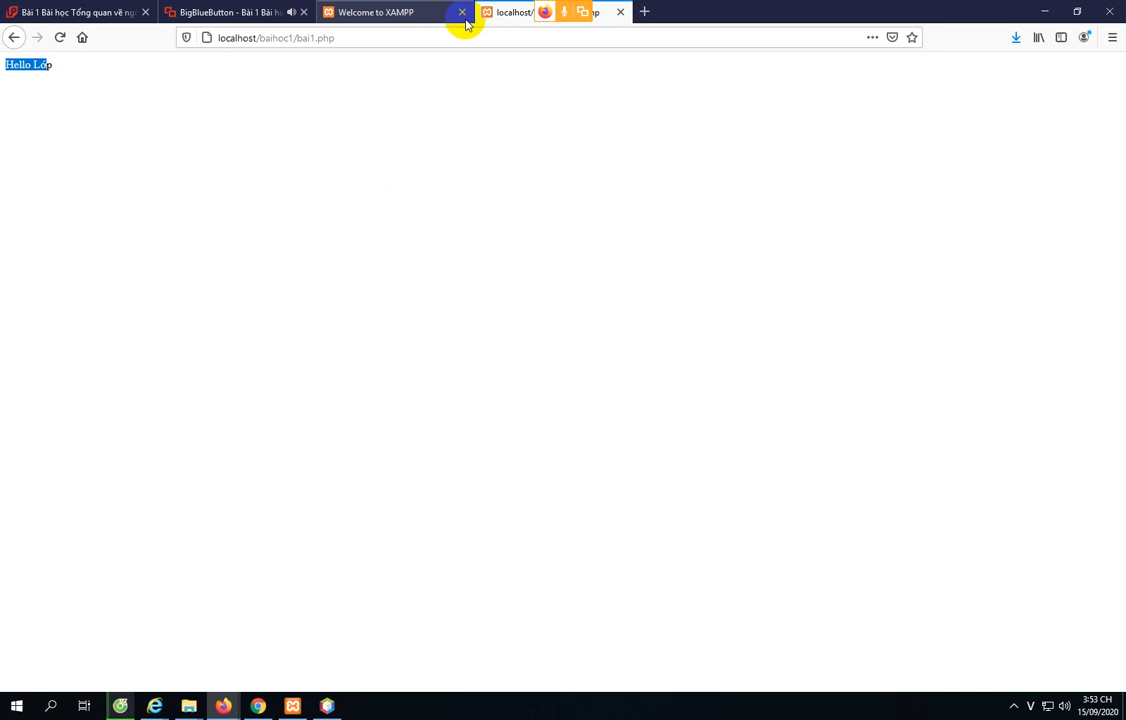 Bài 1 Bài học Tổng quan về ng
BigBlueButton - Bài 1 Bài h
Welcome to XAMPP
localhost/
localhost/baihoc1/bai1.php
Hello Lớp
V
3:53 CH
15/09/2020